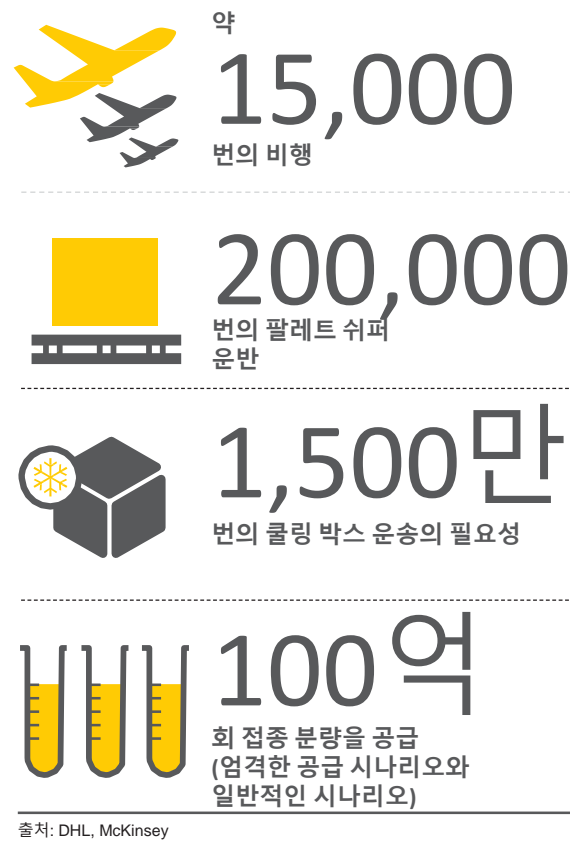 약
15,000
번의 비행
200,000
번의 팔레트 쉬퍼
운반
1,500만
번의 쿨링 박스 운송의 필요성
100억
회 접종 분량을 공급
(엄격한 공급 시나리오와
일반적인 시나리오)
출처: DHL, McKinsey